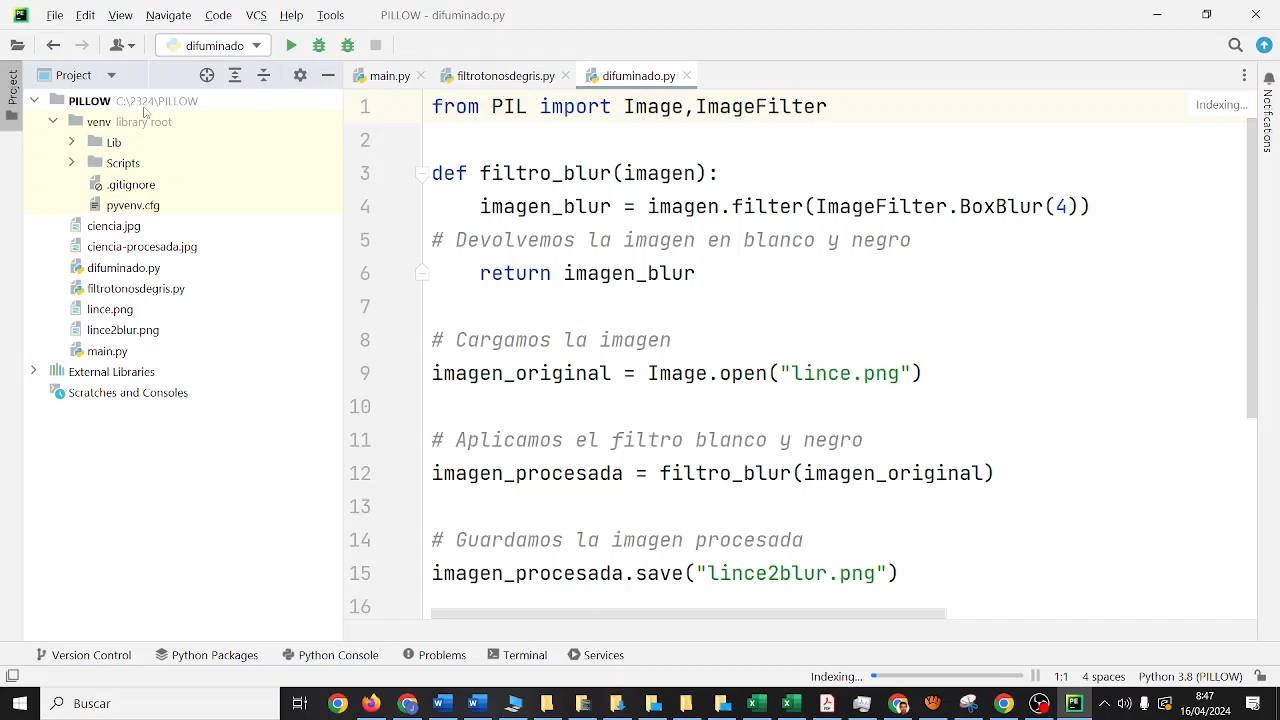 File Edit View Navigate Code VCS Help Tools PILLOW - difuminado.py
difuminado
Project
Project
main.py filtrotonosdegris.py difuminado.py
Notifications
PILLOW C:\2324\PILLOW
venv library root
Lib
Scripts
.gitignore
pyvenv.cfg
ciencia.jpg
ciencia-procesada.jpg
difuminado.py
filtrotonosdegris.py
lince.png
lince2blur.png
main.py
External Libraries
Scratches and Consoles
Indexing...
1 from PIL import Image,ImageFilter
2
3 def filtro_blur(imagen):
4 imagen_blur = imagen.filter(ImageFilter.BoxBlur(4))
5 # Devolvemos la imagen en blanco y negro
6 return imagen_blur
7
8 # Cargamos la imagen
9 imagen_original = Image.open("lince.png")
10
11 # Aplicamos el filtro blanco y negro
12 imagen_procesada = filtro_blur(imagen_original)
13
14 # Guardamos la imagen procesada
15 imagen_procesada.save("lince2blur.png")
16
Version Control Python Packages Python Console Problems Terminal Services
Indexing... 1:1 4 spaces Python 3.8 (PILLOW)
Buscar
8:47
16/04/2024